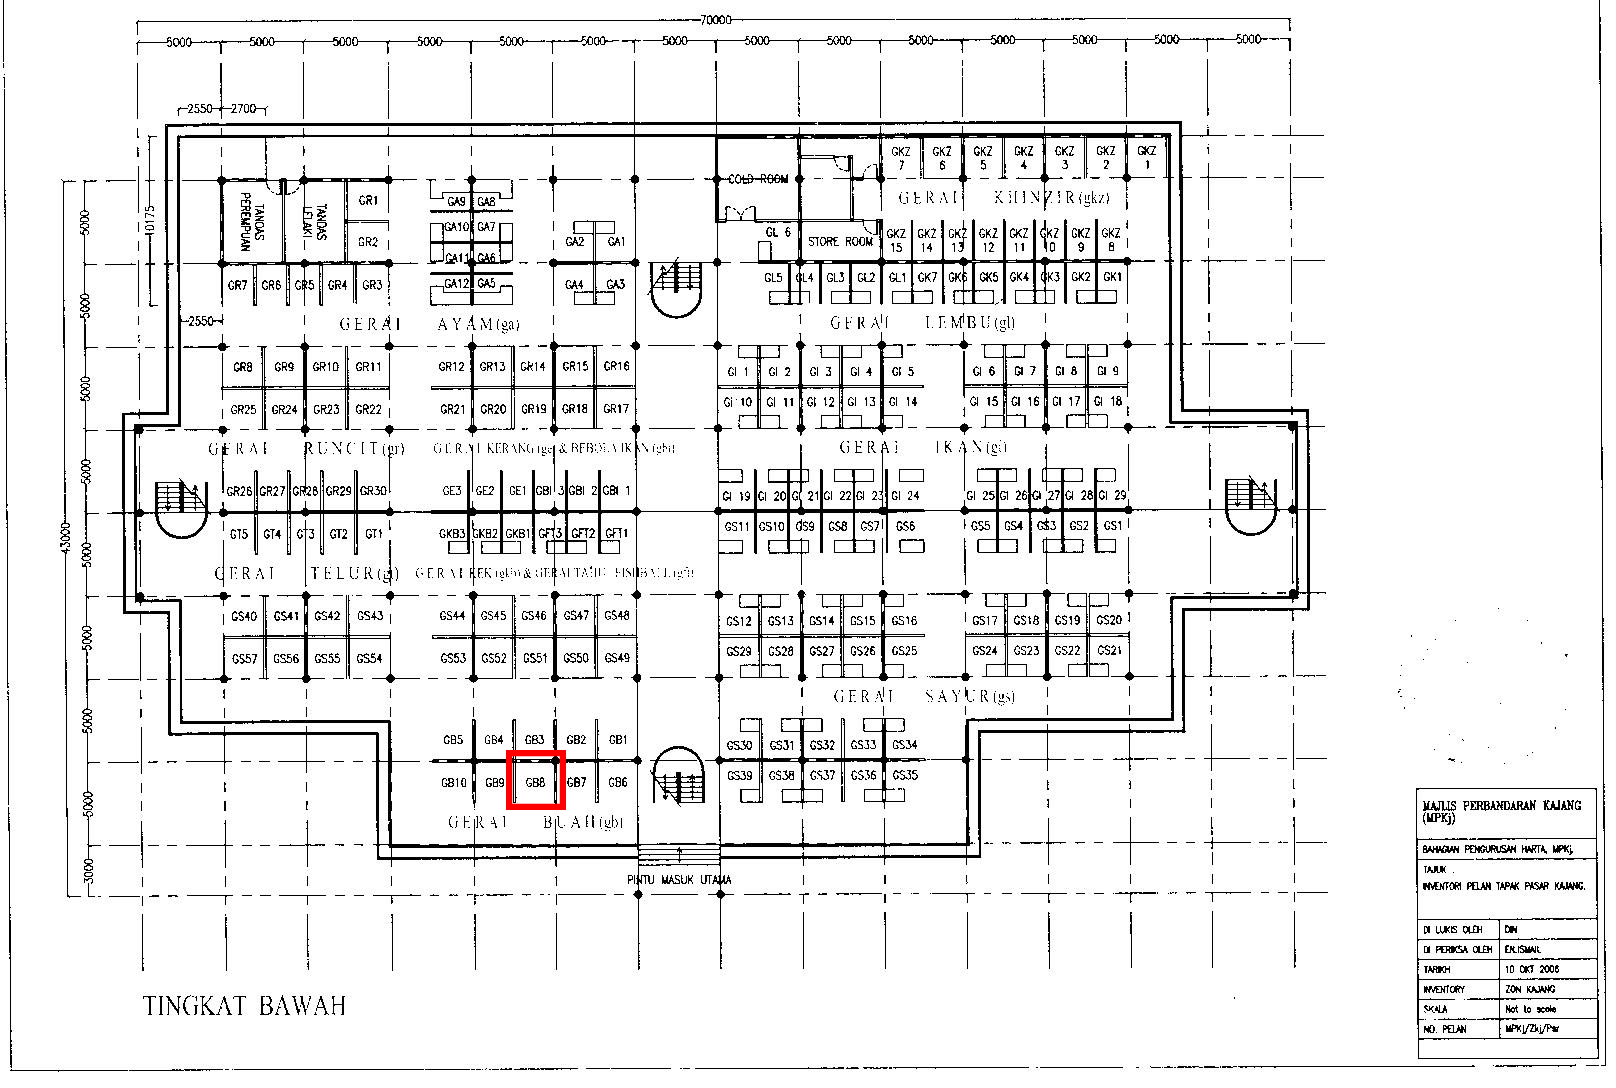 70000
5000 5000 5000 5000 5000 5000 5000 5000 5000 5000 5000 5000 5000 5000
2550 2700
10175
43000
5000
5000
5000
5000
5000
5000
5000
5000
3000
2550
TANDAS PEREMPUAN
TANDAS LELAKI
GR1
GR2
GR7 GR6 GR5 GR4 GR3
GA9 GA8
GA10 GA7
GA11 GA6
GA12 GA5
GA2 GA1
GA4 GA3
COLD ROOM
STORE ROOM
GKZ 7 GKZ 6 GKZ 5 GKZ 4 GKZ 3 GKZ 2 GKZ 1
GERAI KHINZIR(gkz)
GL 6
GKZ 15 GKZ 14 GKZ 13 GKZ 12 GKZ 11 GKZ 10 GKZ 9 GKZ 8
GL5 GL4 GL3 GL2 GL1 GK7 GK6 GK5 GK4 GK3 GK2 GK1
GERAI AYAM(ga)
GERAI LEMBU(gl)
GR8 GR9 GR10 GR11 GR12 GR13 GR14 GR15 GR16
GI 1 GI 2 GI 3 GI 4 GI 5 GI 6 GI 7 GI 8 GI 9
GR25 GR24 GR23 GR22 GR21 GR20 GR19 GR18 GR17
GI 10 GI 11 GI 12 GI 13 GI 14 GI 15 GI 16 GI 17 GI 18
GERAI RUNCIT(gr)
GERAI KERANG(ge) & BEBOLA IKAN(gbi)
GERAI IKAN(gi)
GR26 GR27 GR28 GR29 GR30 GE3 GE2 GE1 GBI 3 GBI 2 GBI 1
GI 19 GI 20 GI 21 GI 22 GI 23 GI 24 GI 25 GI 26 GI 27 GI 28 GI 29
GT5 GT4 GT3 GT2 GT1 GKB3 GKB2 GKB1 GFT3 GFT2 GFT1
GS11 GS10 GS9 GS8 GS7 GS6 GS5 GS4 GS3 GS2 GS1
GERAI TELUR(gt)
GERAI KEK(gkb) & GERAI TAHU FISHBALL(gft)
GS40 GS41 GS42 GS43 GS44 GS45 GS46 GS47 GS48
GS12 GS13 GS14 GS15 GS16 GS17 GS18 GS19 GS20
GS57 GS56 GS55 GS54 GS53 GS52 GS51 GS50 GS49
GS29 GS28 GS27 GS26 GS25 GS24 GS23 GS22 GS21
GERAI SAYUR(gs)
GB5 GB4 GB3 GB2 GB1
GS30 GS31 GS32 GS33 GS34
GB10 GB9 GB8 GB7 GB6
GS39 GS38 GS37 GS36 GS35
GERAI BUAH(gb)
PINTU MASUK UTAMA
TINGKAT BAWAH
MAJLIS PERBANDARAN KAJANG
(MPKj)
BAHAGIAN PENGURUSAN HARTA, MPKj.
TAJUK .
INVENTORI PELAN TAPAK PASAR KAJANG.
DI LUKIS OLEH DIN
DI PERIKSA OLEH EN.ISMAIL
TARIKH 10 OKT 2006
INVENTORY ZON KAJANG
SKALA Not to scale
NO. PELAN MPKj/Zkj/Psr